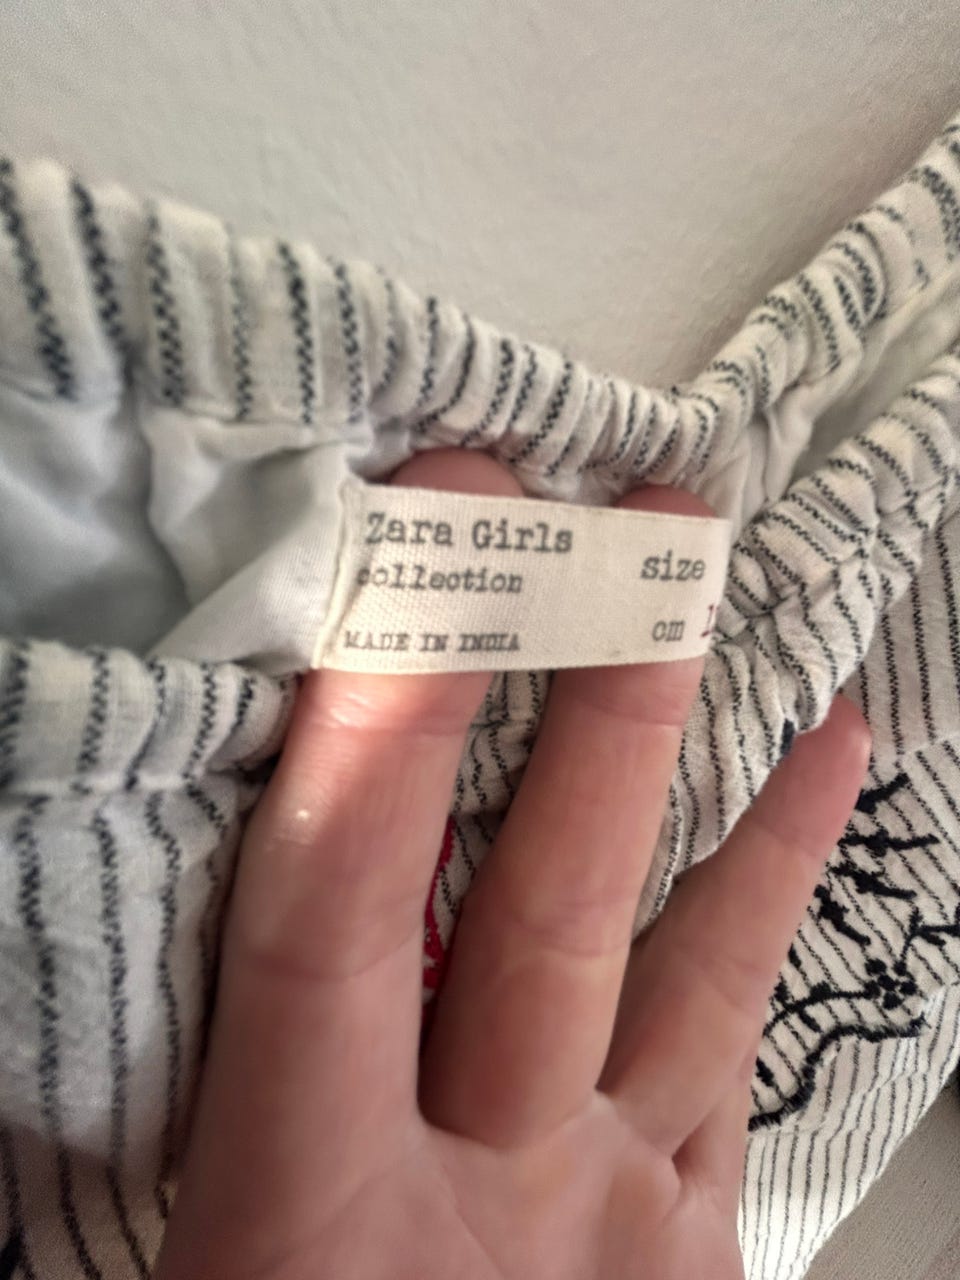 Zara Girls
collection
size
MADE IN INDIA
cm